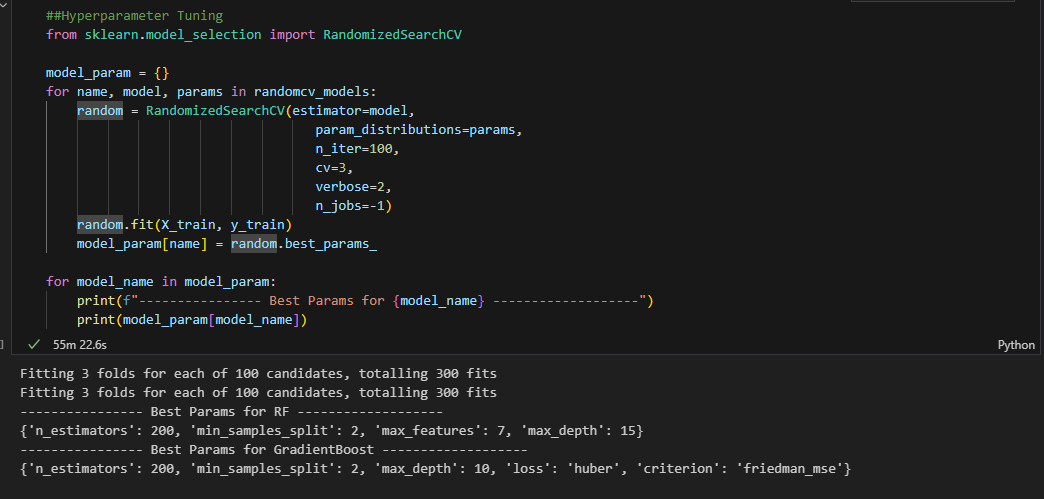 ##Hyperparameter Tuning
from sklearn.model_selection import RandomizedSearchCV
model_param = {}
for name, model, params in randomcv_models:
random = RandomizedSearchCV(estimator=model,
param_distributions=params,
n_iter=100,
cv=3,
verbose=2,
n_jobs=-1)
random.fit(X_train, y_train)
model_param[name] = random.best_params_
for model_name in model_param:
print(f"---------------- Best Params for {model_name} -------------------")
print(model_param[model_name])
55m 22.6s
Python
Fitting 3 folds for each of 100 candidates, totalling 300 fits
Fitting 3 folds for each of 100 candidates, totalling 300 fits
---------------- Best Params for RF -------------------
{'n_estimators': 200, 'min_samples_split': 2, 'max_features': 7, 'max_depth': 15}
---------------- Best Params for GradientBoost -------------------
{'n_estimators': 200, 'min_samples_split': 2, 'max_depth': 10, 'loss': 'huber', 'criterion': 'friedman_mse'}